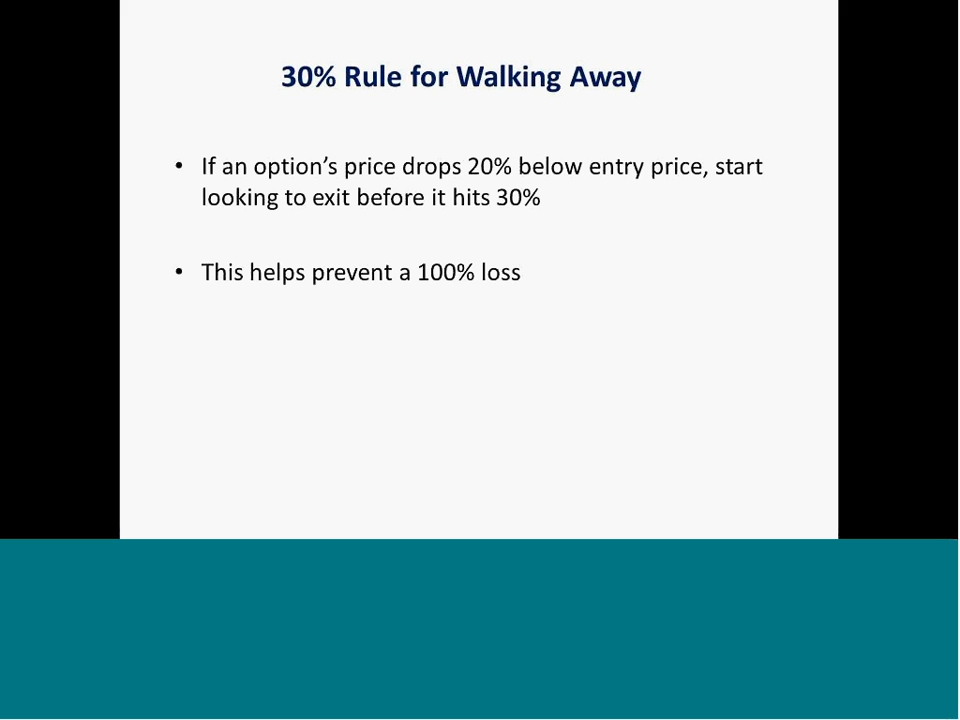 30% Rule for Walking Away
• If an option’s price drops 20% below entry price, start
looking to exit before it hits 30%
• This helps prevent a 100% loss